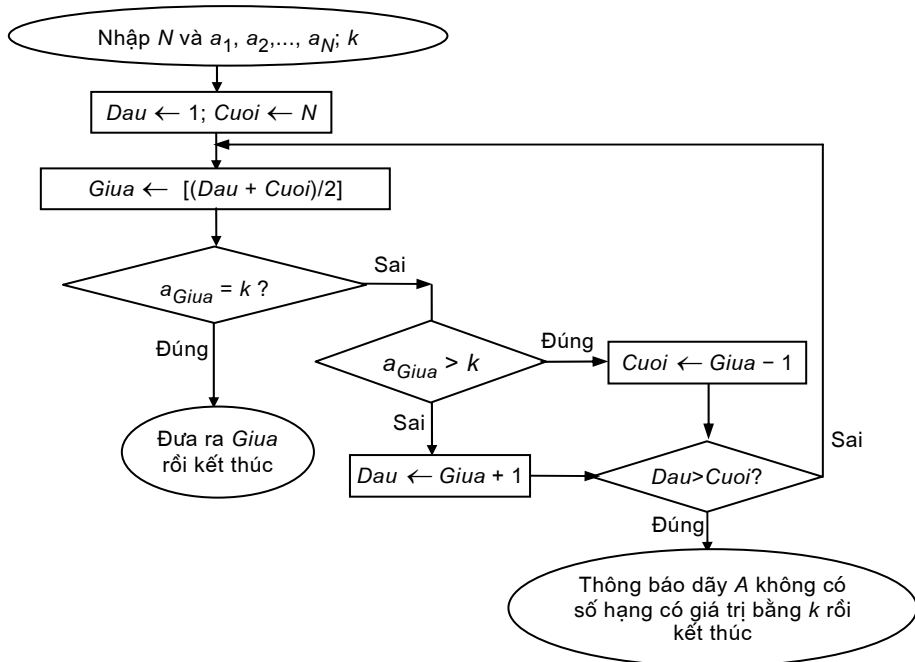 Nhập N và a1, a2,..., aN; k
Dau ← 1; Cuoi ← N
Giua ← [(Dau + Cuoi)/2]
aGiua = k ?
Sai
Đúng
Đưa ra Giua
rồi kết thúc
aGiua > k
Đúng
Cuoi ← Giua − 1
Sai
Dau ← Giua + 1
Dau>Cuoi?
Sai
Đúng
Thông báo dãy A không có
số hạng có giá trị bằng k rồi
kết thúc